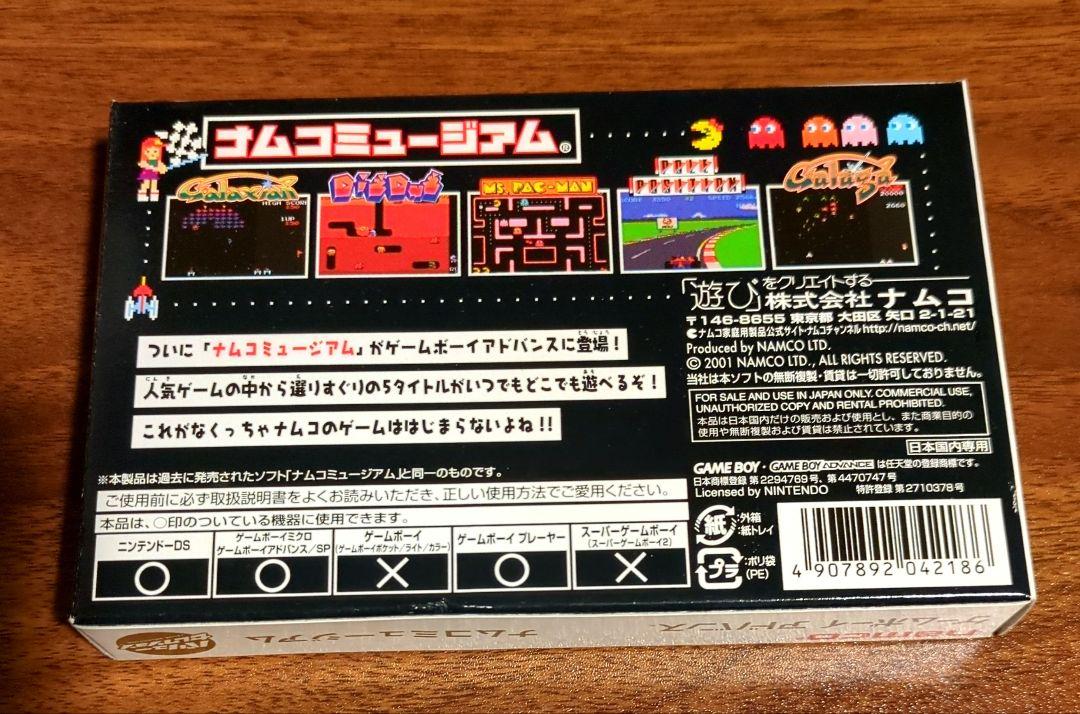 ナムコミュージアム®
Galaxian
DIGDUG
MS. PAC-MAN
POLE POSITION
Galaga
HIGH SCORE
1UP
「遊び」をクリエイトする
株式会社ナムコ
〒146-8655 東京都 大田区 矢口 2-1-21
ナムコ家庭用製品公式サイト・ナムコチャンネル http://namco-ch.net/
Produced by NAMCO LTD.
© 2001 NAMCO LTD., ALL RIGHTS RESERVED.
当社は本ソフトの無断複製・賃貸は一切許可しておりません。
FOR SALE AND USE IN JAPAN ONLY. COMMERCIAL USE,
UNAUTHORIZED COPY AND RENTAL PROHIBITED.
本品は日本国内だけの販売および使用とし、また商業目的の
使用や無断複製および賃貸は禁止されています。
日本国内専用
ついに「ナムコミュージアム」がゲームボーイアドバンスに登場!
人気ゲームの中から選りすぐりの5タイトルがいつでもどこでも遊べるぞ!
これがなくっちゃナムコのゲームははじまらないよね!!
GAME BOY・GAME BOY ADVANCE は任天堂の登録商標です。
日本商標登録 第2294769号、第4470747号
Licensed by NINTENDO 特許登録 第2710378号
※本製品は過去に発売されたソフト「ナムコミュージアム」と同一のものです。
ご使用前に必ず取扱説明書をよくお読みいただき、正しい使用方法でご愛用ください。
本品は、○印のついている機器に使用できます。
ニンテンドーDS
ゲームボーイミクロ
ゲームボーイアドバンス/SP
ゲームボーイ
(ゲームボーイポケット/ライト/カラー)
ゲームボーイ プレーヤー
スーパーゲームボーイ
(スーパーゲームボーイ2)
○ ○ × ○ ×
紙 :外箱
:紙トレイ
プラ :ポリ袋
(PE)
4 907892 042186
namco
ゲームボーイ アドバンス
ナムコミュージアム